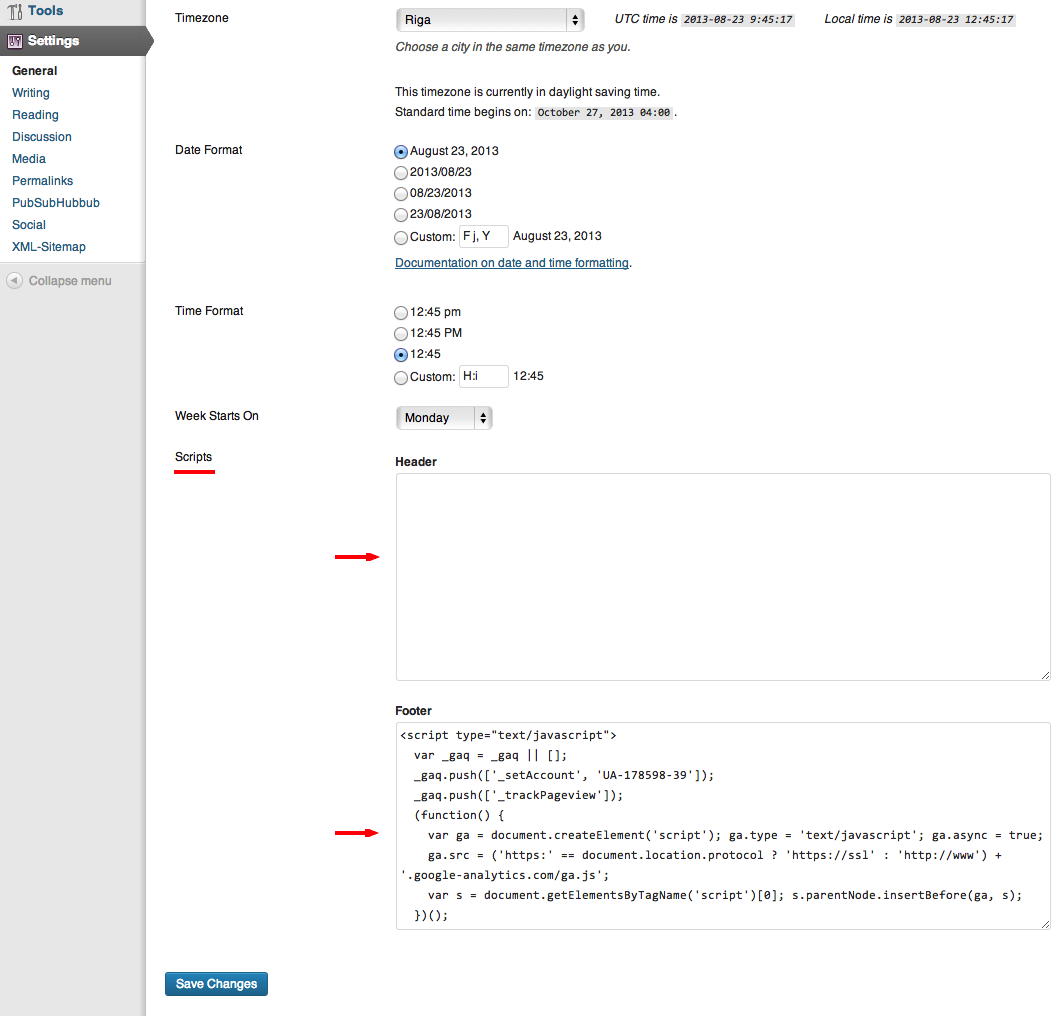 Tools
Settings
General
Writing
Reading
Discussion
Media
Permalinks
PubSubHubbub
Social
XML-Sitemap
Collapse menu
Timezone
Riga
UTC time is 2013-08-23 9:45:17
Local time is 2013-08-23 12:45:17
Choose a city in the same timezone as you.
This timezone is currently in daylight saving time.
Standard time begins on: October 27, 2013 04:00 .
Date Format
August 23, 2013
2013/08/23
08/23/2013
23/08/2013
Custom: F j, Y August 23, 2013
Documentation on date and time formatting.
Time Format
12:45 pm
12:45 PM
12:45
Custom: H:i 12:45
Week Starts On
Monday
Scripts
Header
Footer
<script type="text/javascript">
var _gaq = _gaq || [];
_gaq.push(['_setAccount', 'UA-178598-39']);
_gaq.push(['_trackPageview']);
(function() {
var ga = document.createElement('script'); ga.type = 'text/javascript'; ga.async = true;
ga.src = ('https:' == document.location.protocol ? 'https://ssl' : 'http://www') +
'.google-analytics.com/ga.js';
var s = document.getElementsByTagName('script')[0]; s.parentNode.insertBefore(ga, s);
})();
Save Changes